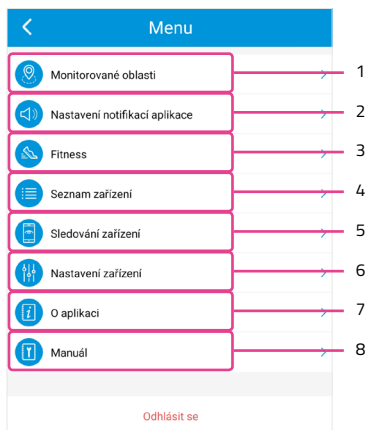 Menu
Monitorované oblasti 1
Nastavení notifikací aplikace 2
Fitness 3
Seznam zařízení 4
Sledování zařízení 5
Nastavení zařízení 6
O aplikaci 7
Manuál 8
Odhlásit se